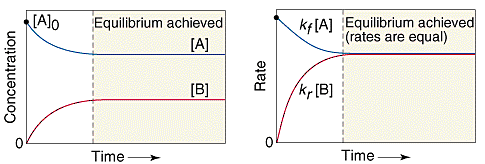 [A]0
Equilibrium achieved
[A]
[B]
Concentration
0
Time
kf[A]
Equilibrium achieved
(rates are equal)
kr[B]
Rate
0
Time